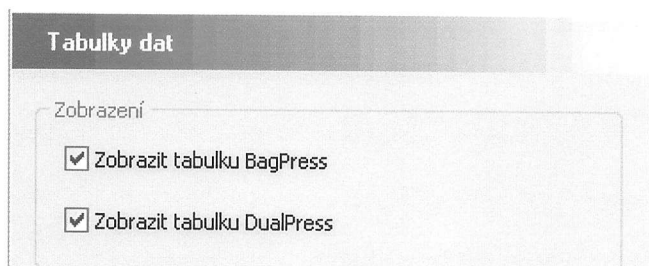 Tabulky dat
Zobrazení
Zobrazit tabulku BagPress
Zobrazit tabulku DualPress